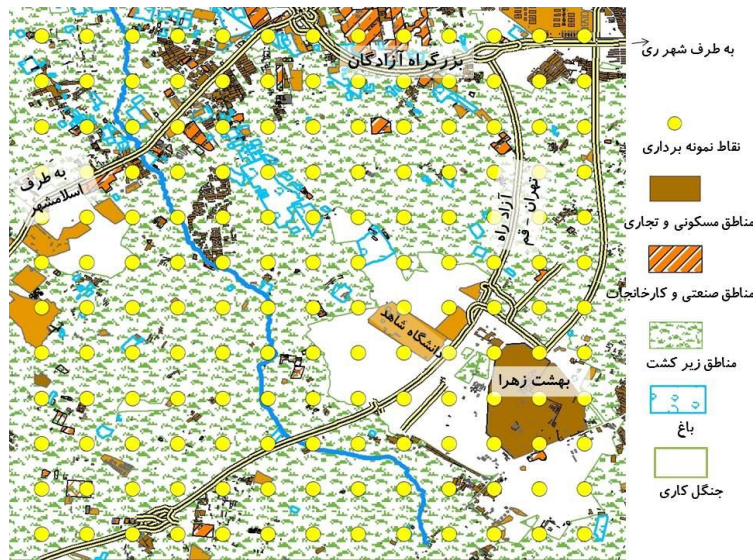 بزرگراه آزادگان
به طرف
اسلامشهر
آزاد راه
تهران - قم
دانشگاه شاهد
بهشت زهرا
به طرف شهر ری
نقاط نمونه برداری
مناطق مسکونی و تجاری
مناطق صنعتی و کارخانجات
مناطق زیر کشت
باغ
جنگل کاری